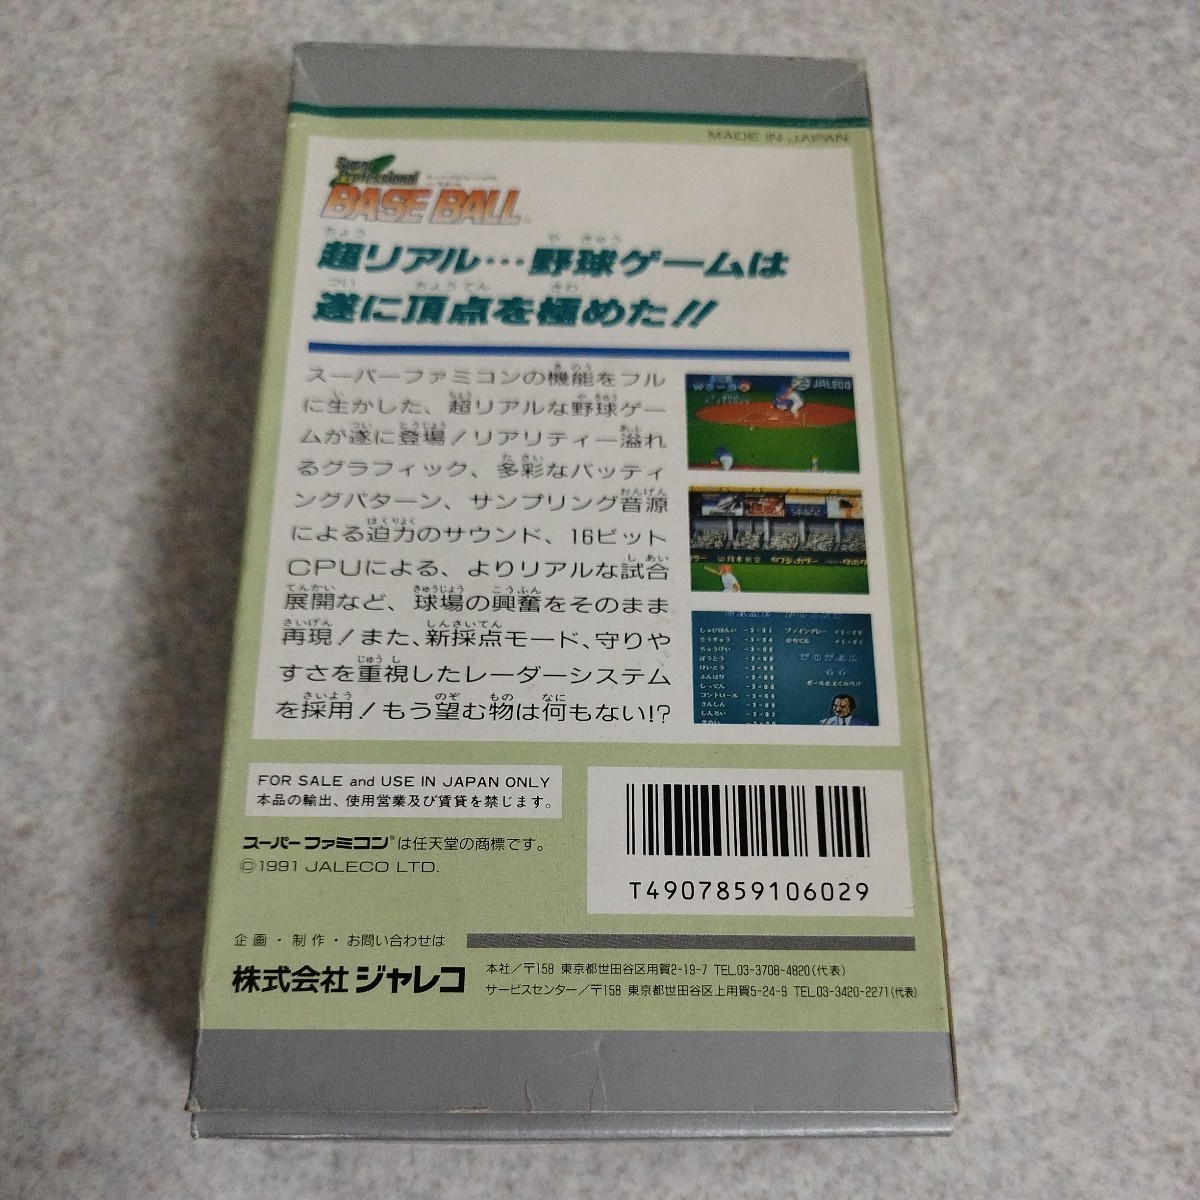 MADE IN JAPAN
Super
Professional
BASE BALL
超リアル…野球ゲームは
遂に頂点を極めた!!
スーパーファミコンの機能をフル
に生かした、超リアルな野球ゲー
ムが遂に登場!リアリティー溢れ
るグラフィック、多彩なバッティ
ングパターン、サンプリング音源
による迫力のサウンド、16ビット
CPUによる、よりリアルな試合
展開など、球場の興奮をそのまま
再現!また、新採点モード、守りや
すさを重視したレーダーシステム
を採用!もう望む物は何もない!?
JALECO
FOR SALE and USE IN JAPAN ONLY
本品の輸出、使用営業及び賃貸を禁じます。
スーパーファミコン®は任天堂の商標です。
©1991 JALECO LTD.
T4907859106029
企画・制作・お問い合わせは
株式会社ジャレコ
本社/〒158 東京都世田谷区用賀2-19-7 TEL.03-3708-4820(代表)
サービスセンター/〒158 東京都世田谷区上用賀5-24-9 TEL.03-3420-2271(代表)